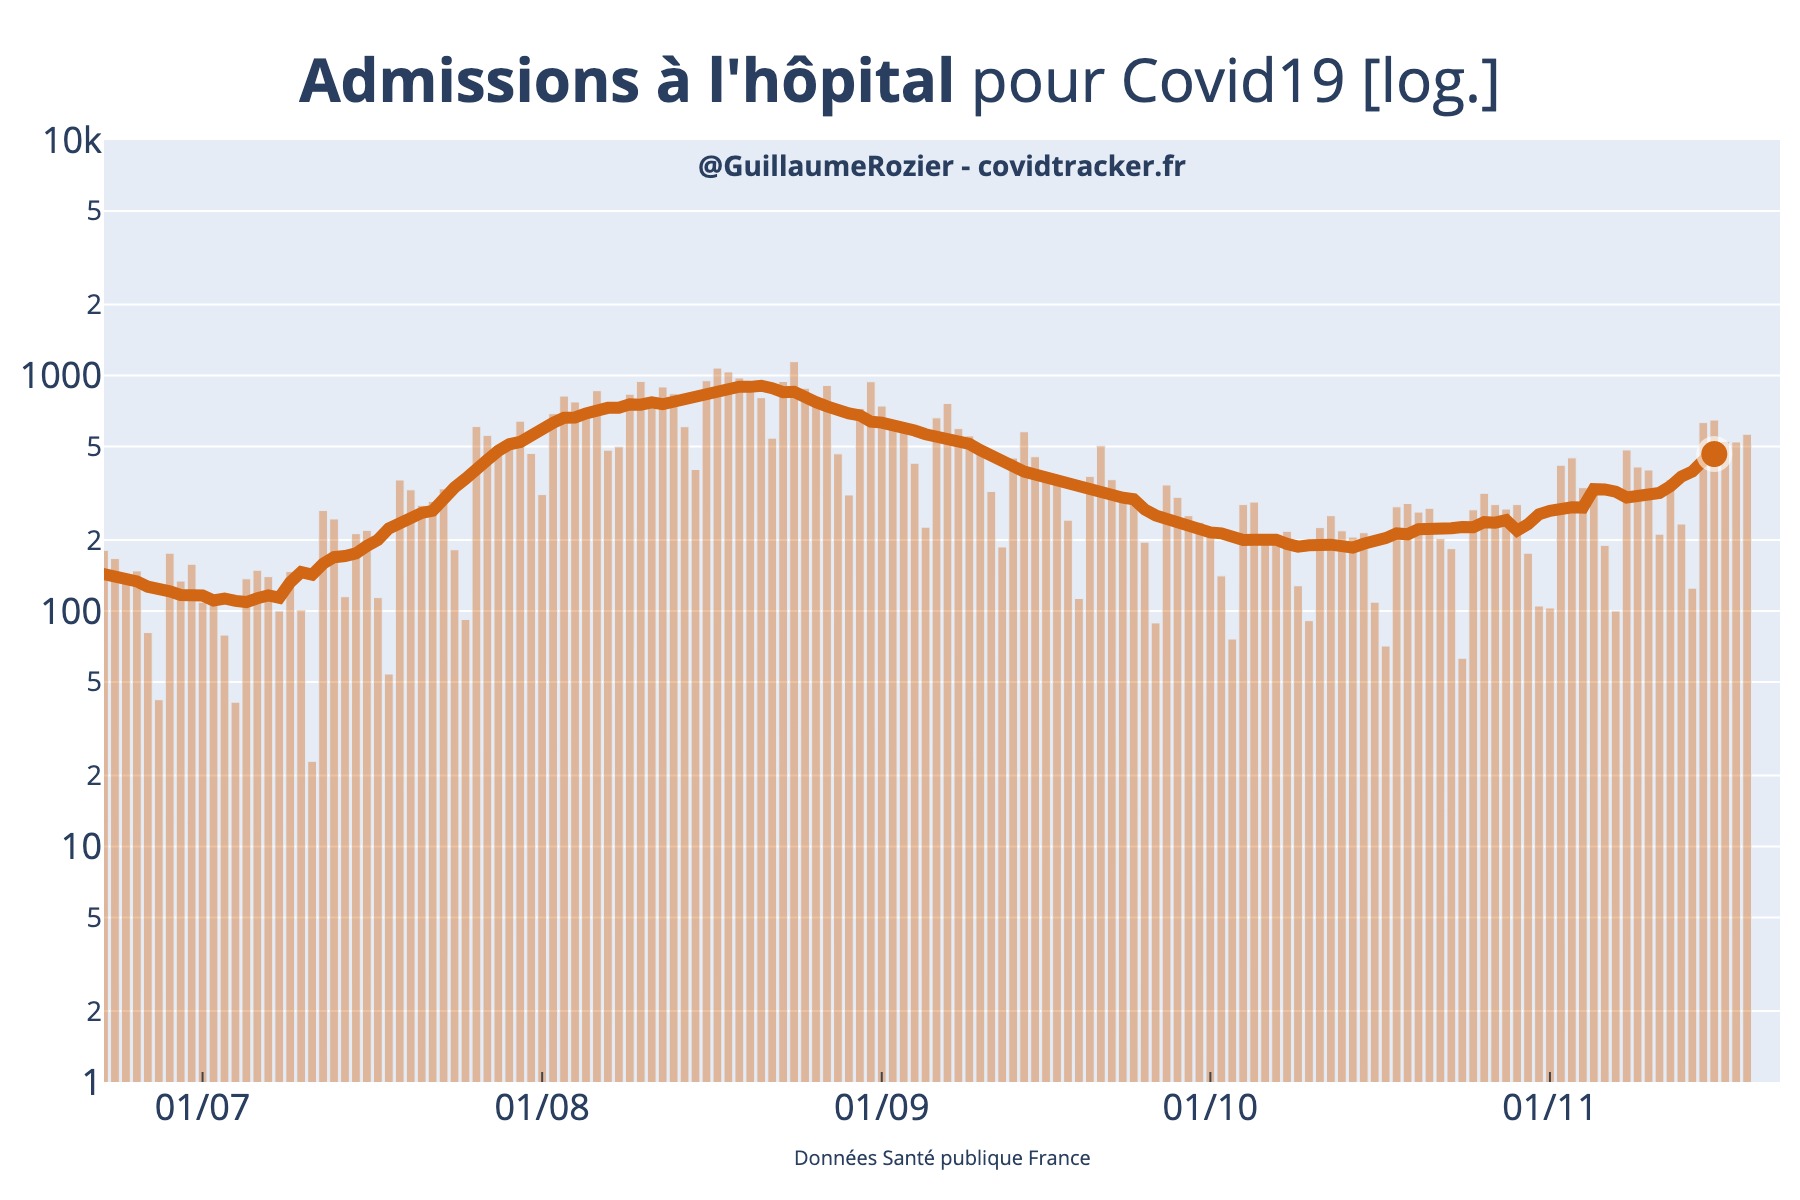 Admissions à l'hôpital pour Covid19 [log.]
@GuillaumeRozier - covidtracker.fr
10k
5
2
1000
5
2
100
5
2
10
5
2
1
01/07 01/08 01/09 01/10 01/11
Données Santé publique France